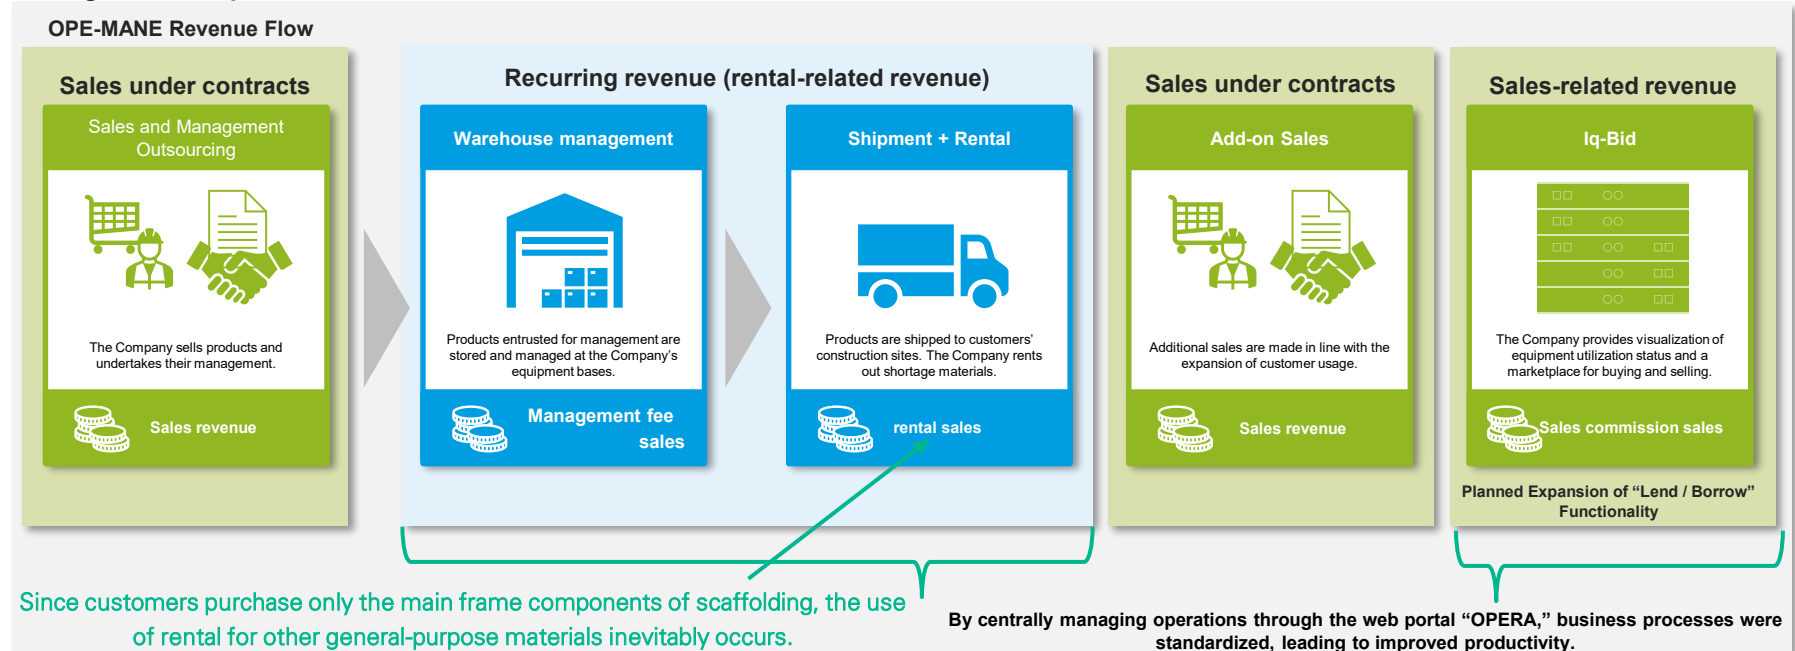 OPE-MANE Revenue Flow
Sales under contracts
Sales and Management
Outsourcing
The Company sells products and
undertakes their management.
Sales revenue
Recurring revenue (rental-related revenue)
Warehouse management
Products entrusted for management are
stored and managed at the Company's
equipment bases.
Management fee
sales
Shipment + Rental
Products are shipped to customers'
construction sites. The Company rents
out shortage materials.
rental sales
Sales under contracts
Add-on Sales
Additional sales are made in line with the
expansion of customer usage.
Sales revenue
Sales-related revenue
Iq-Bid
□□ ○○
□□ ○○
□□ ○○ □□
○○ □□
○○ □□
The Company provides visualization of
equipment utilization status and a
marketplace for buying and selling.
Sales commission sales
Planned Expansion of “Lend / Borrow”
Functionality
Since customers purchase only the main frame components of scaffolding, the use
of rental for other general-purpose materials inevitably occurs.
By centrally managing operations through the web portal “OPERA,” business processes were
standardized, leading to improved productivity.